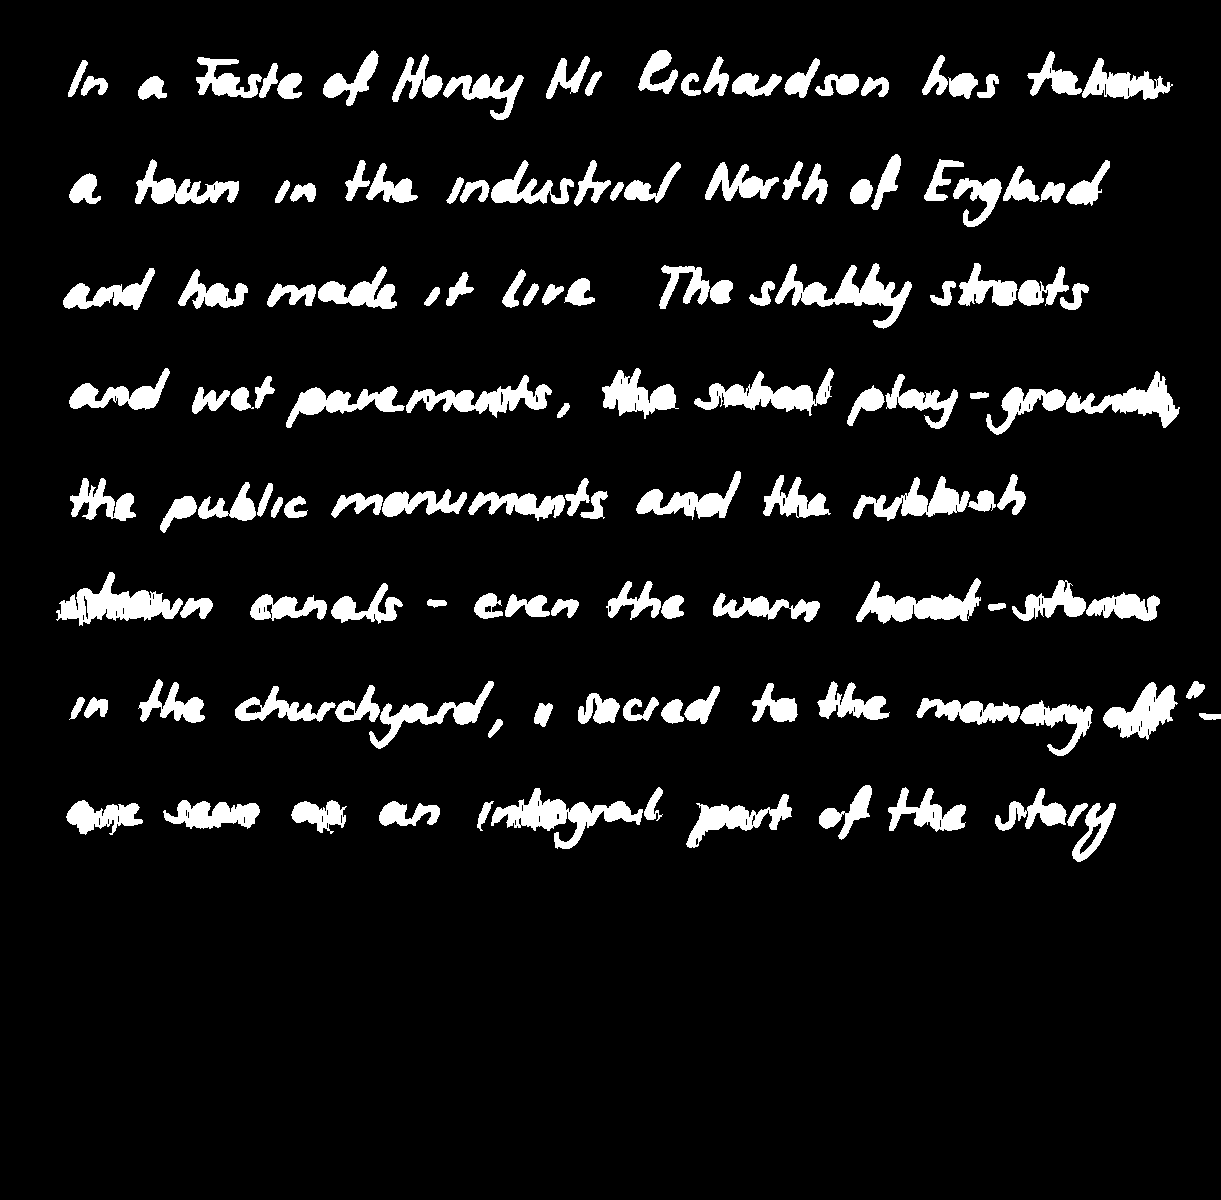 In a Taste of Honey Mr Richardson has taken
a town in the industrial North of England
and has made it live The shabby streets
and wet pavements, the school play-ground,
the public monuments and the rubbish
strewn canals - even the worn head-stones
in the churchyard, " sacred to the memory off" -
are seen as an integral part of the story